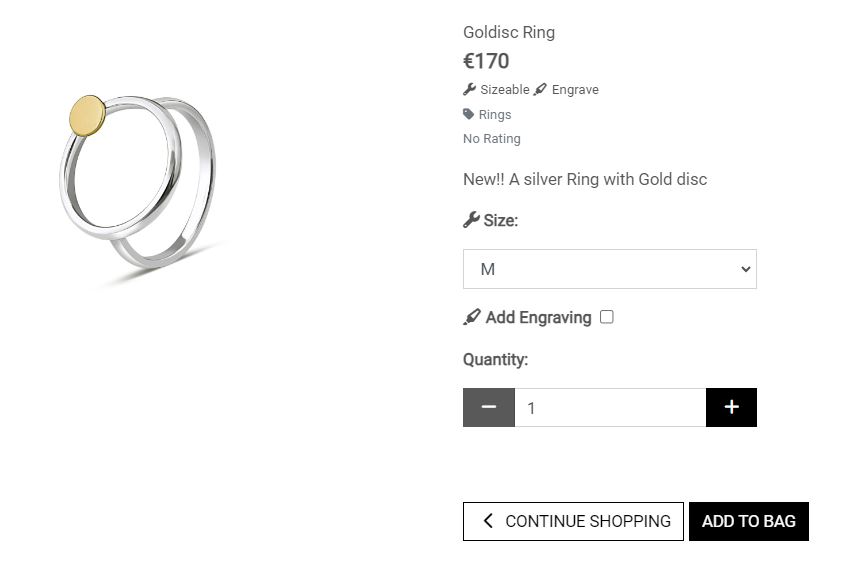 Goldisc Ring
€170
Sizeable Engrave
Rings
No Rating
New!! A silver Ring with Gold disc
Size:
M
Add Engraving
Quantity:
1
CONTINUE SHOPPING ADD TO BAG